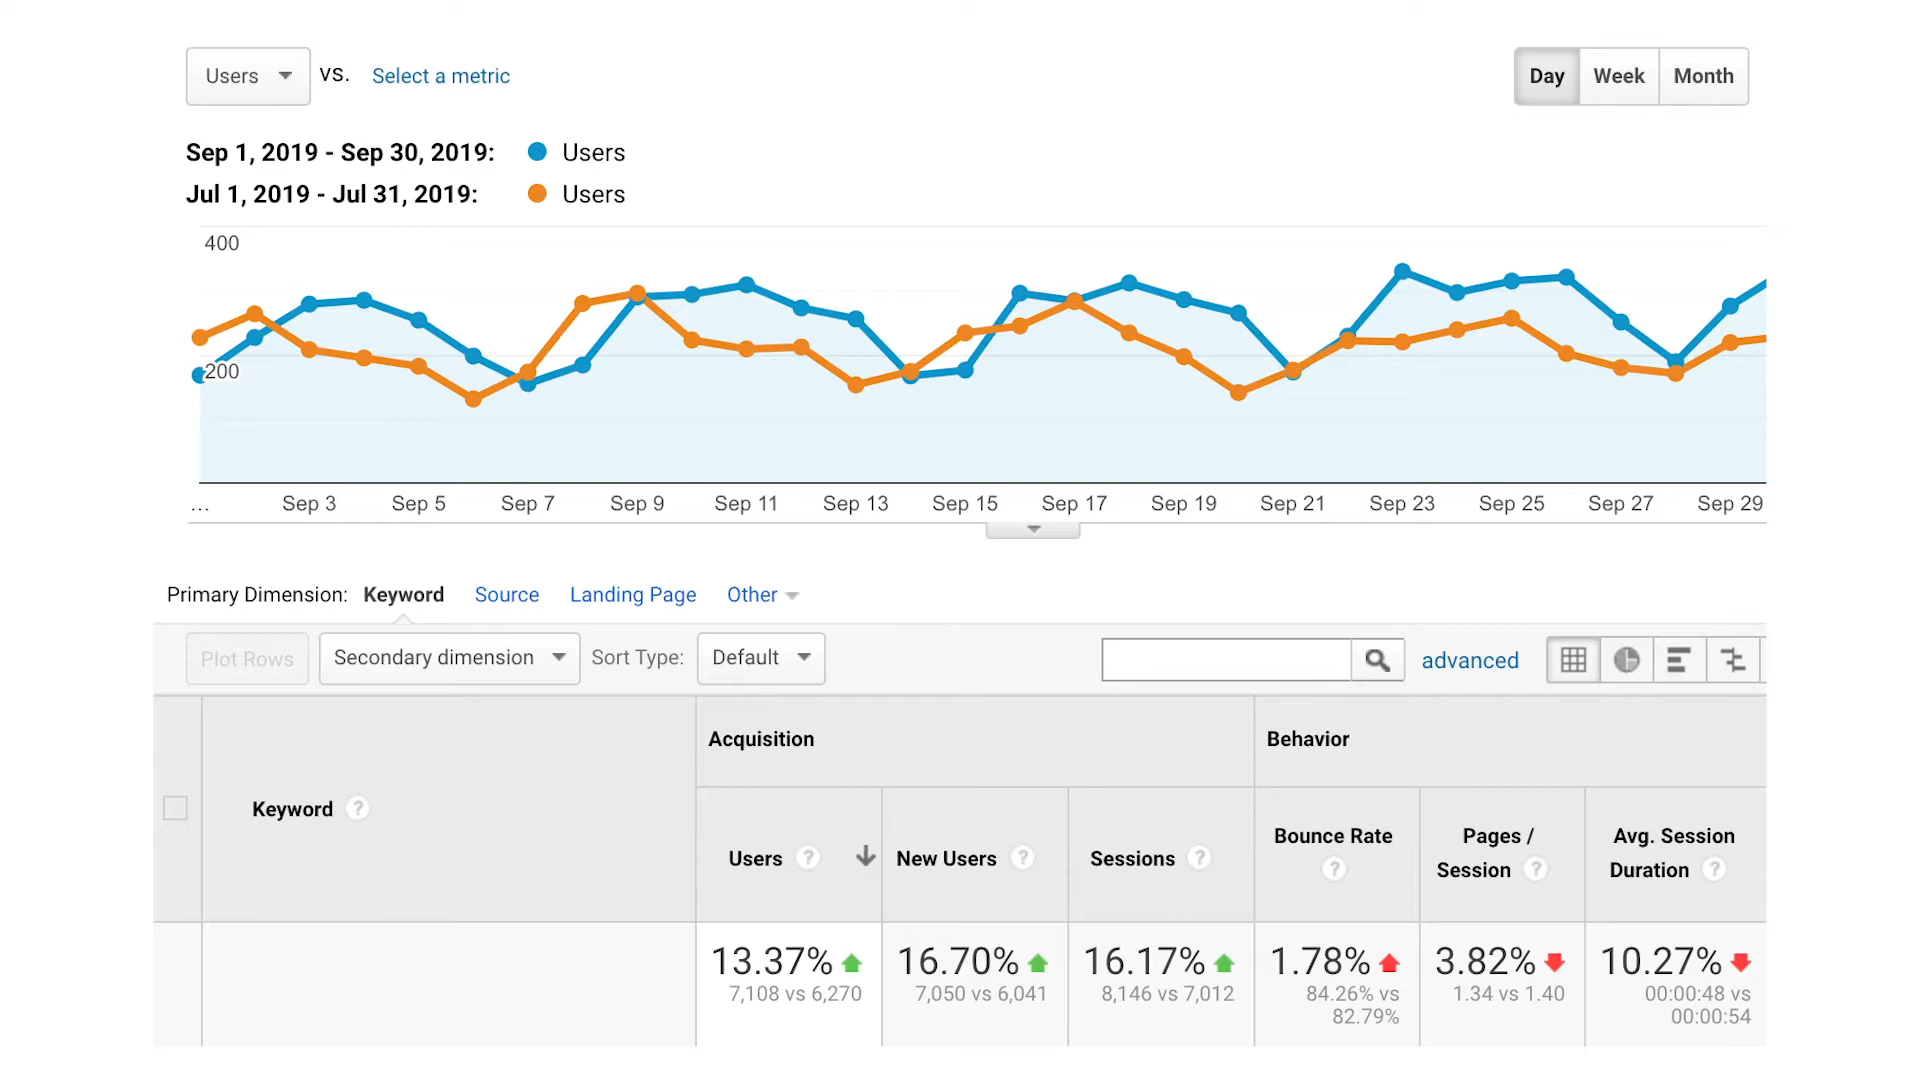 Users vs. Select a metric
Day Week Month
Sep 1, 2019 - Sep 30, 2019: Users
Jul 1, 2019 - Jul 31, 2019: Users
400
200
... Sep 3 Sep 5 Sep 7 Sep 9 Sep 11 Sep 13 Sep 15 Sep 17 Sep 19 Sep 21 Sep 23 Sep 25 Sep 27 Sep 29
Primary Dimension: Keyword Source Landing Page Other
Plot Rows Secondary dimension Sort Type: Default advanced
Acquisition Behavior
Keyword ?
Users ? New Users ? Sessions ?
Bounce Rate ?
Pages /
Session ?
Avg. Session
Duration ?
13.37% 16.70% 16.17% 1.78% 3.82% 10.27%
7,108 vs 6,270 7,050 vs 6,041 8,146 vs 7,012 84.26% vs 1.34 vs 1.40 00:00:48 vs
82.79% 00:00:54